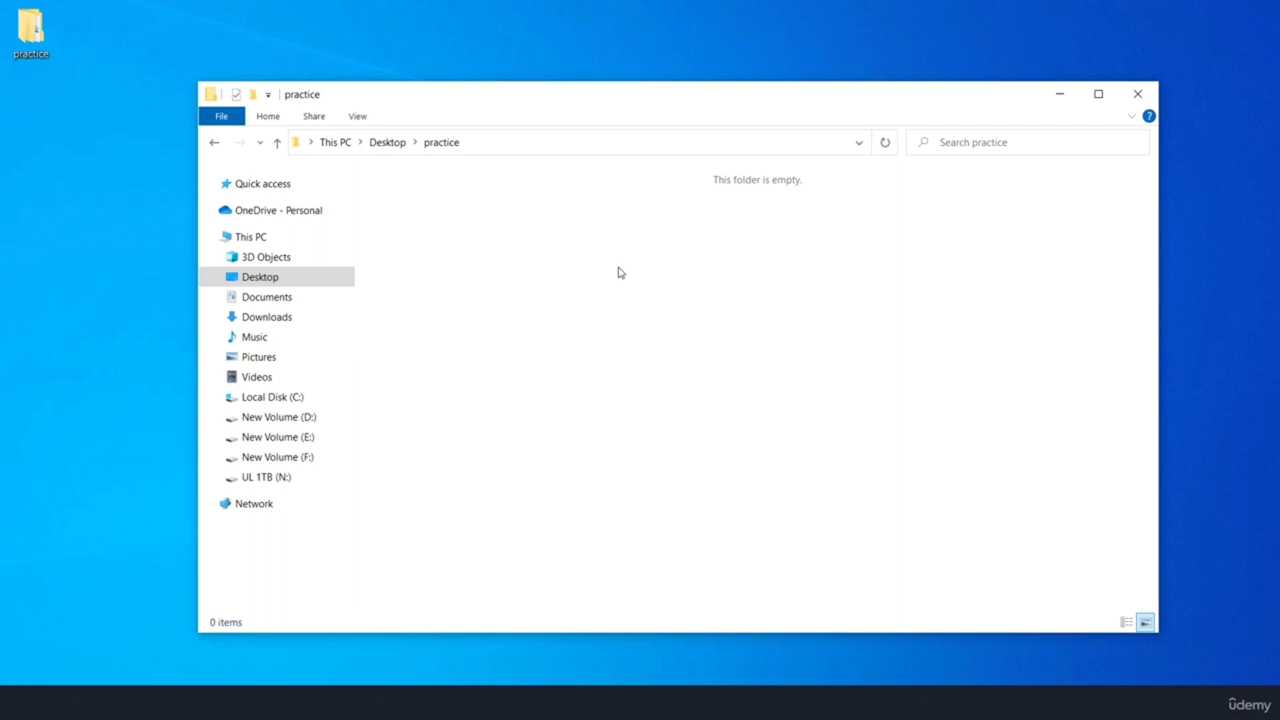 practice
practice
File Home Share View
This PC > Desktop > practice
Search practice
This folder is empty.
Quick access
OneDrive - Personal
This PC
3D Objects
Desktop
Documents
Downloads
Music
Pictures
Videos
Local Disk (C:)
New Volume (D:)
New Volume (E:)
New Volume (F:)
UL 1TB (N:)
Network
0 items
ûdemy